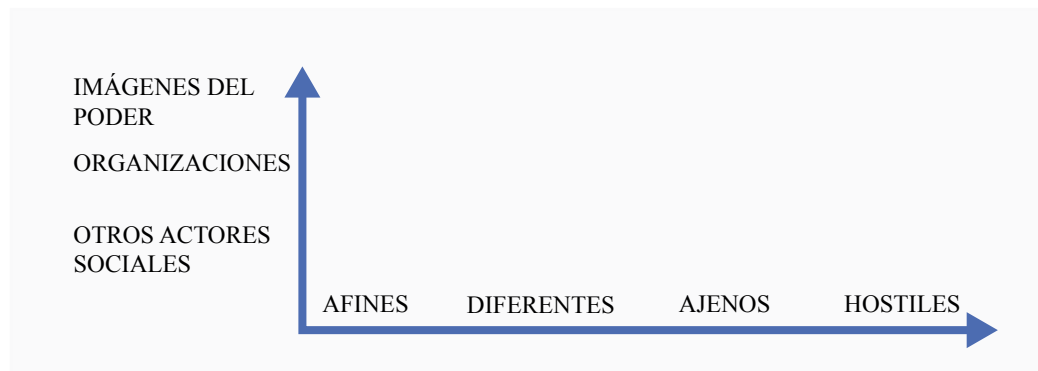 IMÁGENES DEL
PODER
ORGANIZACIONES
OTROS ACTORES
SOCIALES
AFINES DIFERENTES AJENOS HOSTILES